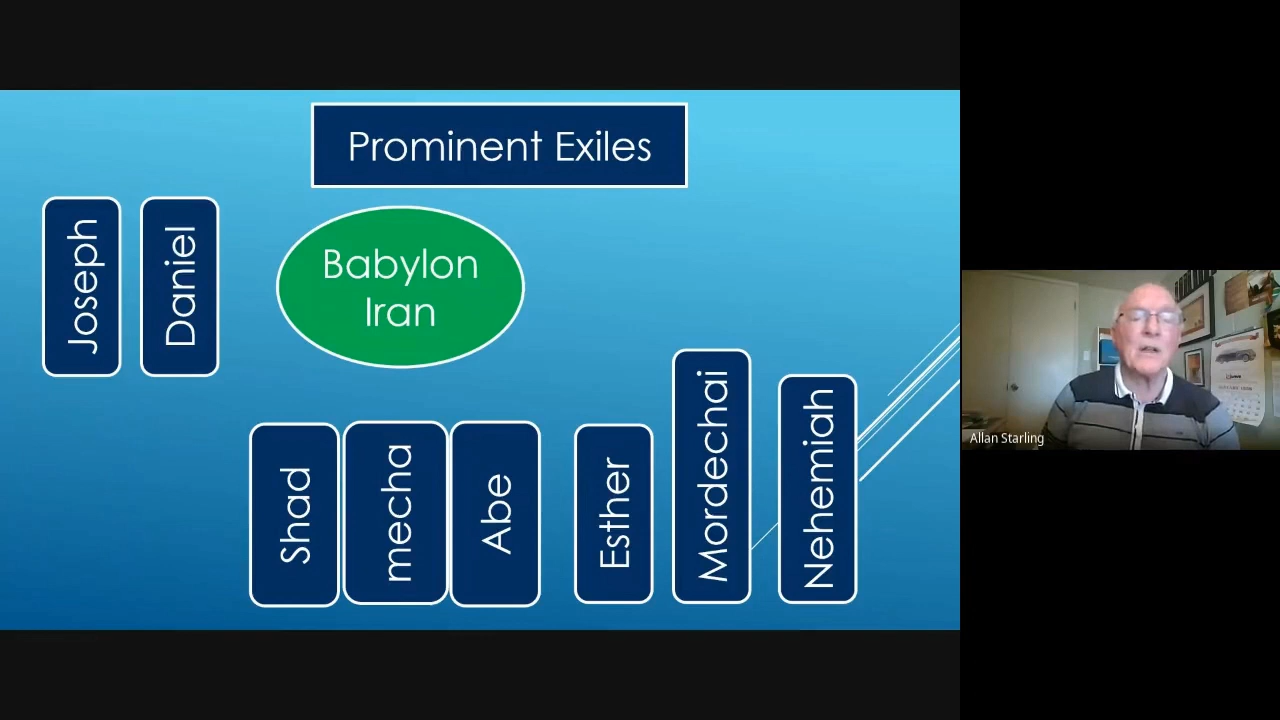 Prominent Exiles
Joseph
Daniel
Babylon
Iran
Shad
mecha
Abe
Esther
Mordechai
Nehemiah
Allan Starling